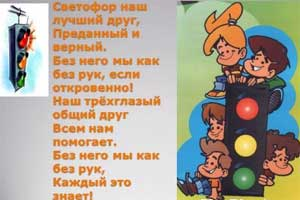 Светофор наш
лучший друг,
Преданный и
верный.
Без него мы как
без рук, если
откровенно!
Наш трёхглазый
общий друг
Всем нам
помогает.
Без него мы как
без рук,
Каждый это
знает!